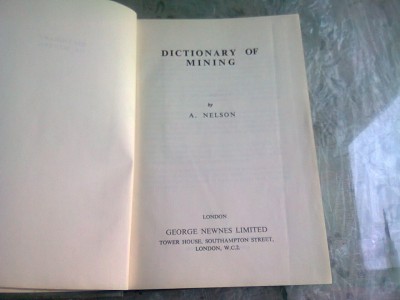 DICTIONARY OF
MINING
by
A. NELSON
LONDON
GEORGE NEWNES LIMITED
TOWER HOUSE, SOUTHAMPTON STREET,
LONDON, W.C.2.